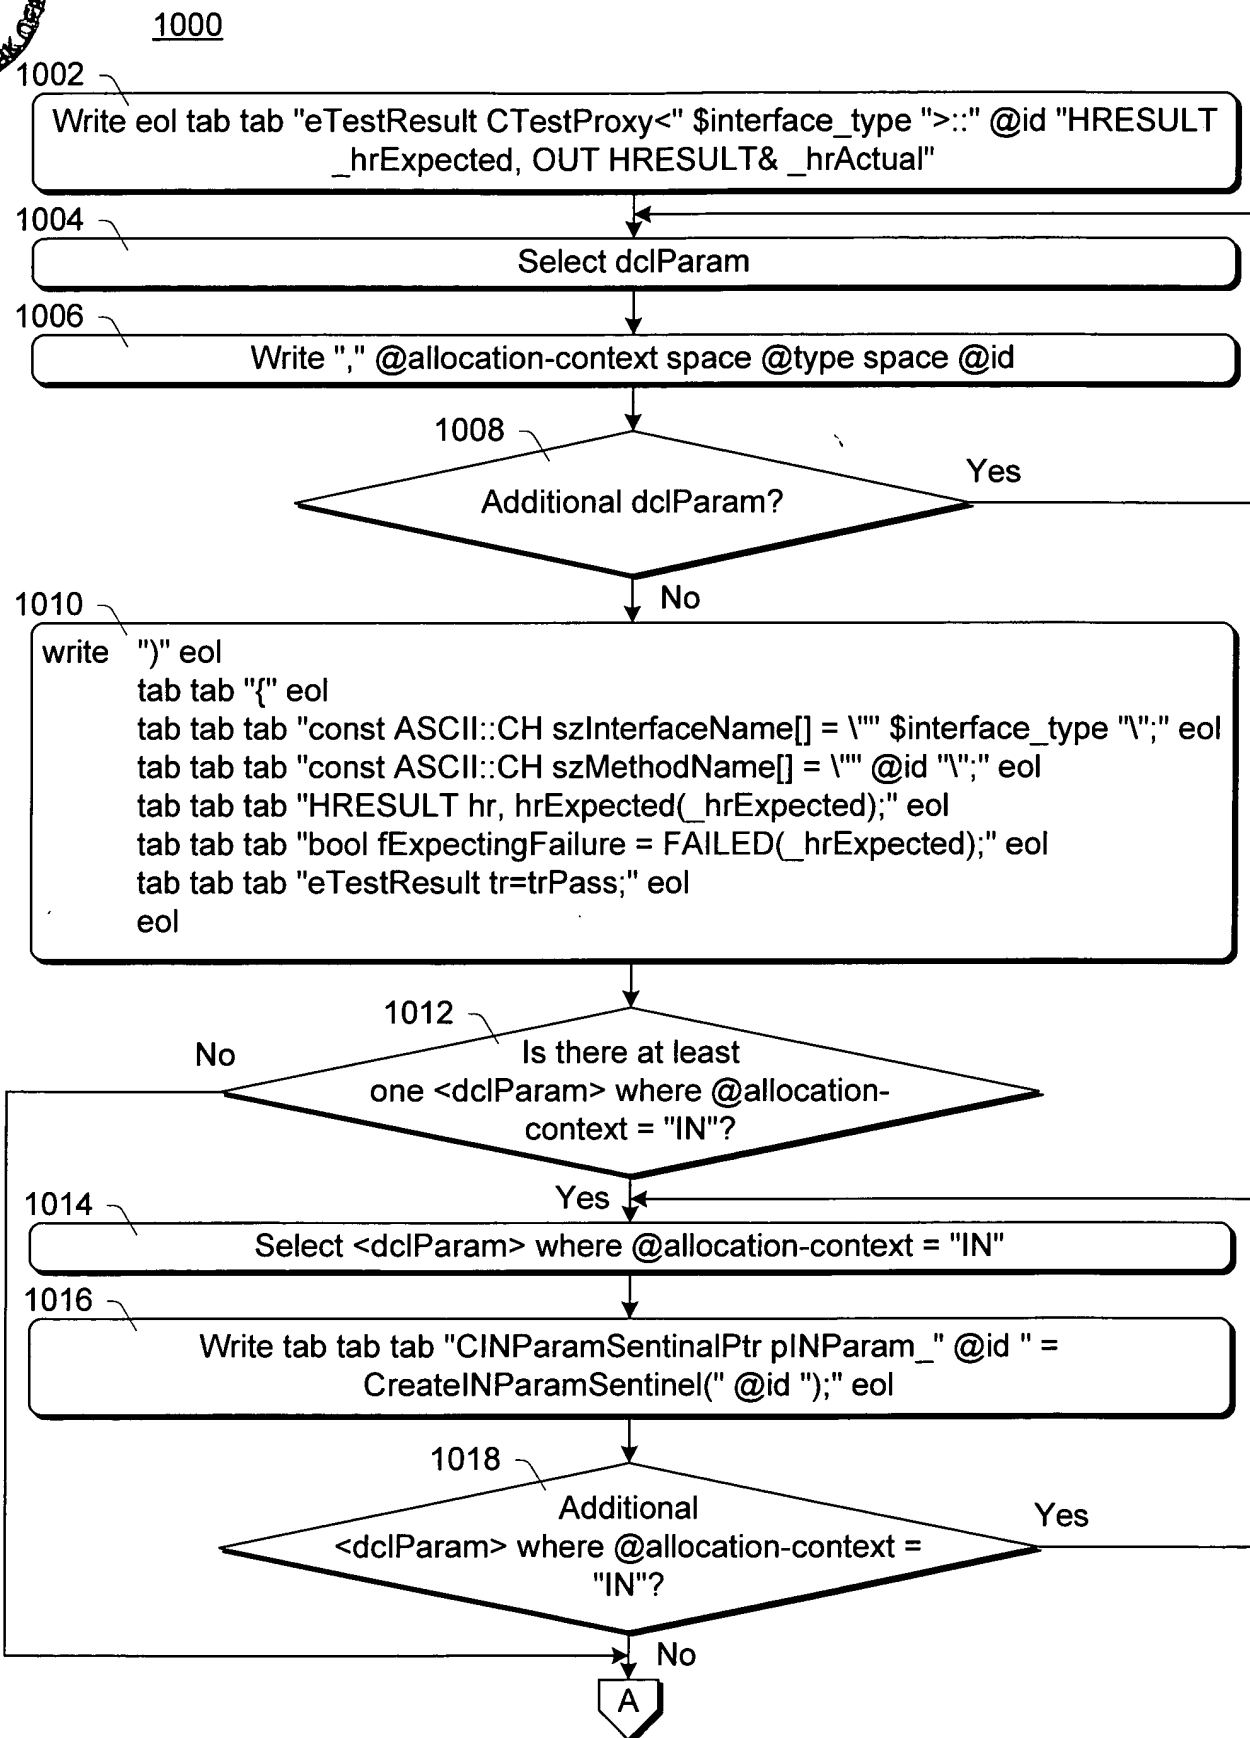 1000
1002
Write eol tab tab "eTestResult CTestProxy<" $interface_type ">::" @id "HRESULT
_hrExpected, OUT HRESULT& _hrActual"
1004
Select dclParam
1006
Write "," @allocation-context space @type space @id
1008
Additional dclParam?
Yes
No
1010
write ")" eol
tab tab "{" eol
tab tab tab "const ASCII::CH szInterfaceName[] = \"" $interface_type "\";" eol
tab tab tab "const ASCII::CH szMethodName[] = \"" @id "\";" eol
tab tab tab "HRESULT hr, hrExpected(_hrExpected);" eol
tab tab tab "bool fExpectingFailure = FAILED(_hrExpected);" eol
tab tab tab "eTestResult tr=trPass;" eol
eol
1012
No
Is there at least
one <dclParam> where @allocation-
context = "IN"?
Yes
1014
Select <dclParam> where @allocation-context = "IN"
1016
Write tab tab tab "CINParamSentinalPtr pINParam_" @id " =
CreateINParamSentinel(" @id ");" eol
1018
Additional
<dclParam> where @allocation-context =
"IN"?
Yes
No
A